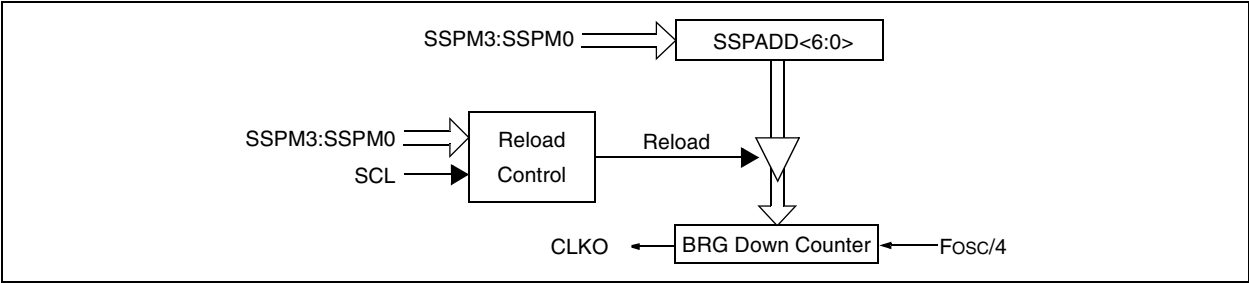 SSPM3:SSPM0
SSPADD<6:0>
SSPM3:SSPM0
SCL
Reload
Control
Reload
CLKO
BRG Down Counter
FOSC/4